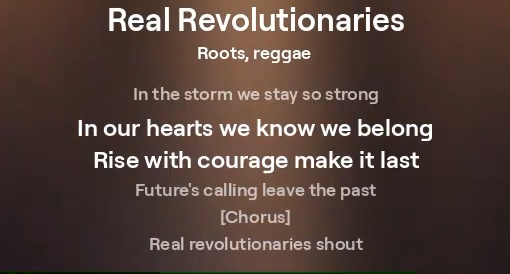 Real Revolutionaries
Roots, reggae
In the storm we stay so strong
In our hearts we know we belong
Rise with courage make it last
Future's calling leave the past
[Chorus]
Real revolutionaries shout